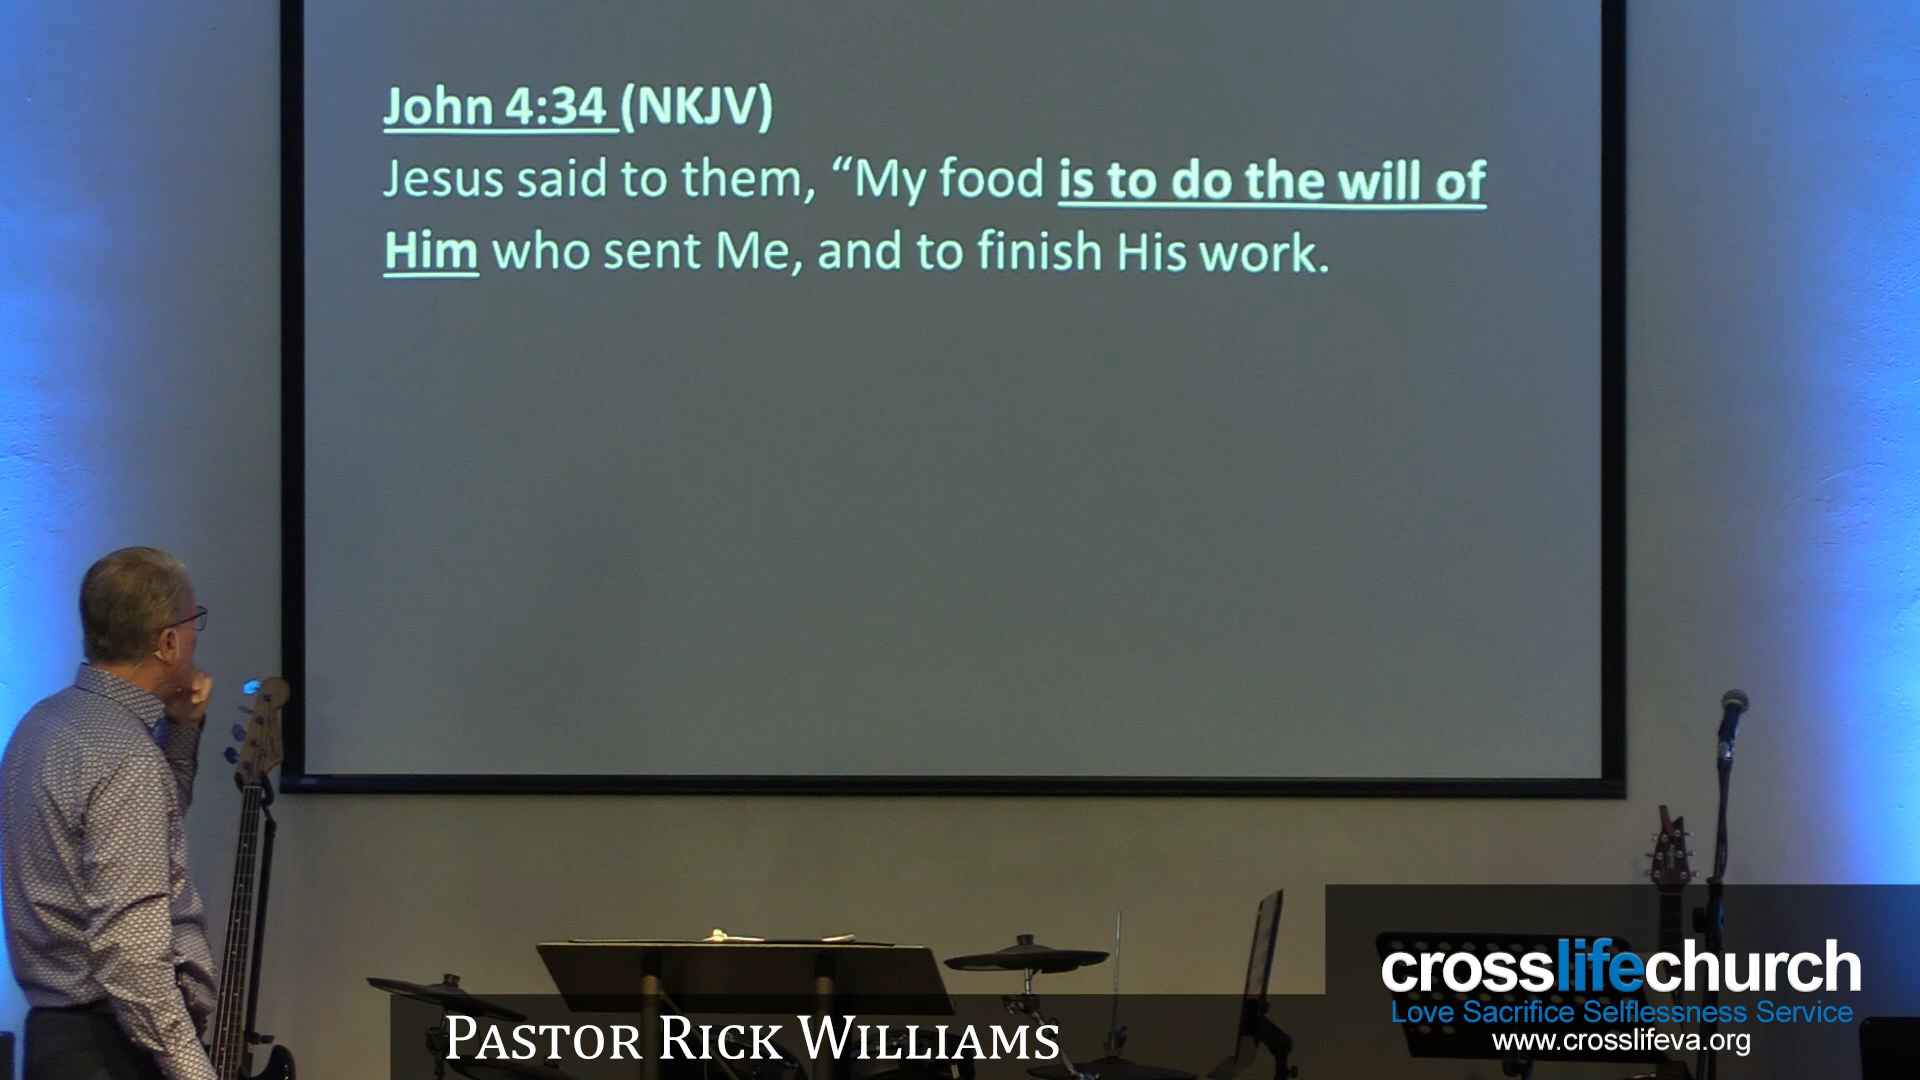 John 4:34 (NKJV)
Jesus said to them, “My food is to do the will of
Him who sent Me, and to finish His work.
crosslifechurch
Love Sacrifice Selflessness Service
www.crosslifeva.org
Pastor Rick Williams